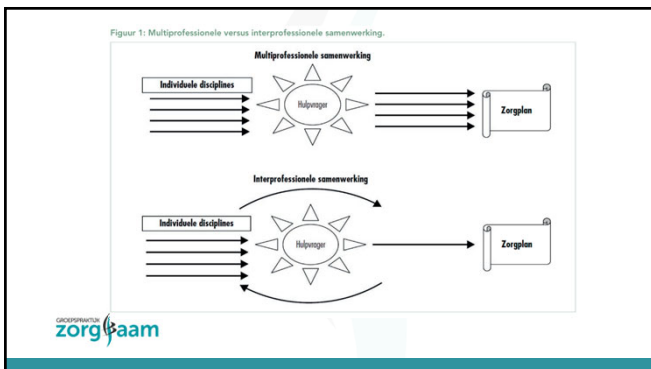 Figuur 1: Multiprofessionele versus interprofessionele samenwerking.
Multiprofessionele samenwerking
Individuele disciplines
Hulpvrager
Zorgplan
Interprofessionele samenwerking
Individuele disciplines
Hulpvrager
Zorgplan
GROEPSPRAKTIJK
zorgbaam